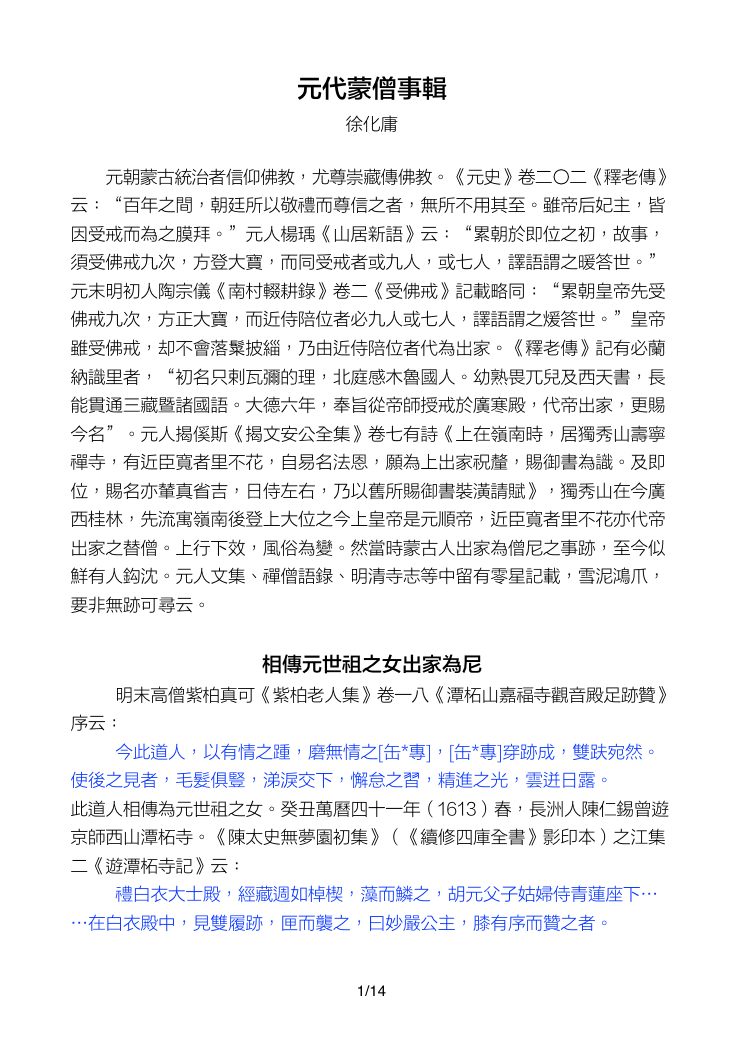 元代蒙僧事輯
徐化庸
元朝蒙古統治者信仰佛教，尤尊崇藏傳佛教。《元史》卷二〇二《釋老傳》
云：“百年之間，朝廷所以敬禮而尊信之者，無所不用其至。雖帝后妃主，皆
因受戒而為之膜拜。”元人楊瑀《山居新語》云：“累朝於即位之初，故事，
須受佛戒九次，方登大寶，而同受戒者或九人，或七人，譯語謂之暖答世。”
元末明初人陶宗儀《南村輟耕錄》卷二《受佛戒》記載略同：“累朝皇帝先受
佛戒九次，方正大寶，而近侍陪位者必九人或七人，譯語謂之煖答世。”皇帝
雖受佛戒，却不會落鬀披緇，乃由近侍陪位者代為出家。《釋老傳》記有必蘭
納識里者，“初名只剌瓦彌的理，北庭感木魯國人。幼熟畏兀兒及西天書，長
能貫通三藏暨諸國語。大德六年，奉旨從帝師授戒於廣寒殿，代帝出家，更賜
今名”。元人揭傒斯《揭文安公全集》卷七有詩《上在嶺南時，居獨秀山壽寧
禪寺，有近臣寬者里不花，自易名法恩，願為上出家祝釐，賜御書為識。及即
位，賜名亦輦真省吉，日侍左右，乃以舊所賜御書裝潢請賦》，獨秀山在今廣
西桂林，先流寓嶺南後登上大位之今上皇帝是元順帝，近臣寬者里不花亦代帝
出家之替僧。上行下效，風俗為變。然當時蒙古人出家為僧尼之事跡，至今似
鮮有人鈎沈。元人文集、禪僧語錄、明清寺志等中留有零星記載，雪泥鴻爪，
要非無跡可尋云。
相傳元世祖之女出家為尼
明末高僧紫柏真可《紫柏老人集》卷一八《潭柘山嘉福寺觀音殿足跡贊》
序云：
今此道人，以有情之踵，磨無情之[缶*專]，[缶*專]穿跡成，雙趺宛然。
使後之見者，毛髮俱豎，涕淚交下，懈怠之習，精進之光，雲迸日露。
此道人相傳為元世祖之女。癸丑萬曆四十一年（1613）春，長洲人陳仁錫曾遊
京師西山潭柘寺。《陳太史無夢園初集》（《續修四庫全書》影印本）之江集
二《遊潭柘寺記》云：
禮白衣大士殿，經藏週如棹楔，藻而鱗之，胡元父子姑婦侍青蓮座下…
…在白衣殿中，見雙履跡，匣而襲之，曰妙嚴公主，膝有序而贊之者。
1/14